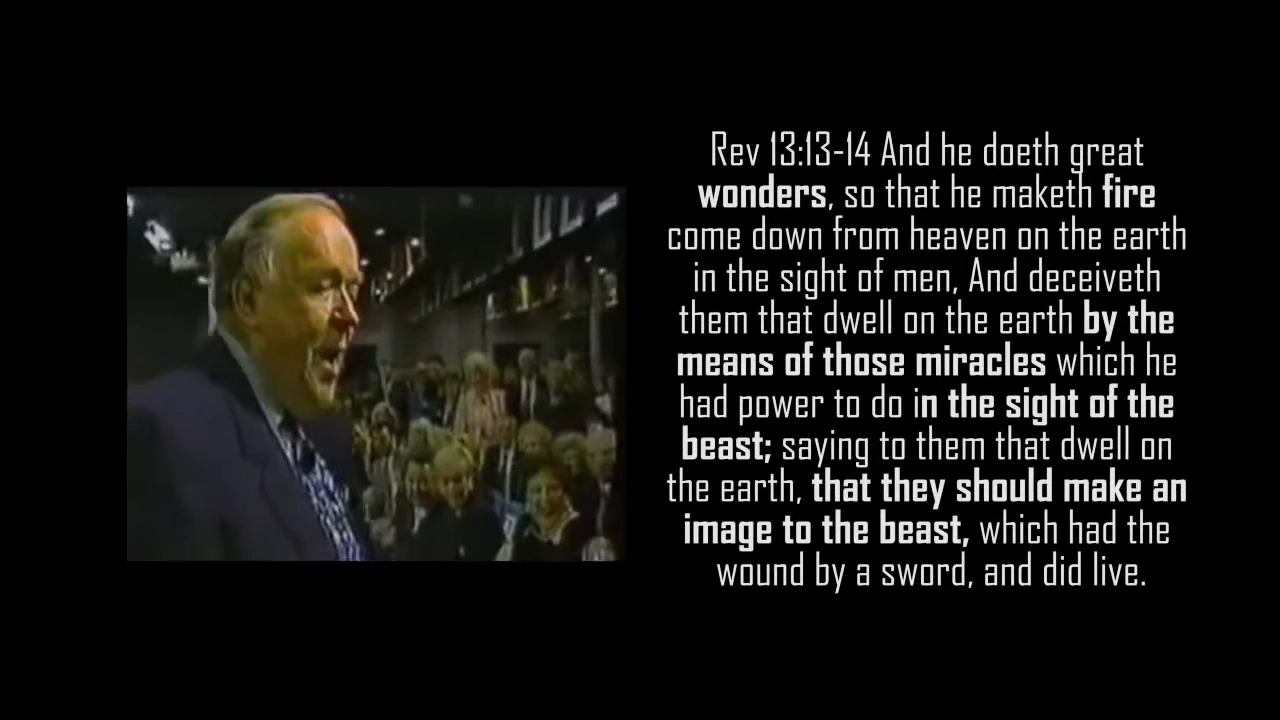 Rev 13:13-14 And he doeth great
wonders, so that he maketh fire
come down from heaven on the earth
in the sight of men, And deceiveth
them that dwell on the earth by the
means of those miracles which he
had power to do in the sight of the
beast; saying to them that dwell on
the earth, that they should make an
image to the beast, which had the
wound by a sword, and did live.